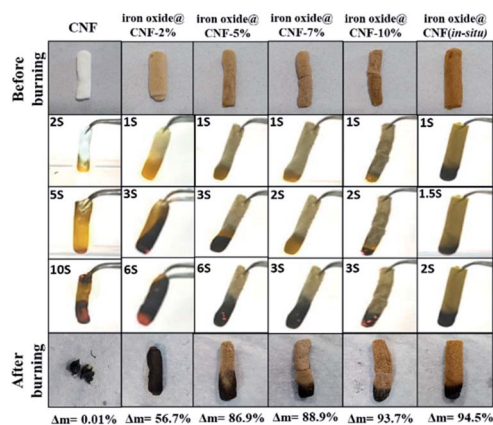 CNF
iron oxide@
CNF-2%
iron oxide@
CNF-5%
iron oxide@
CNF-7%
iron oxide@
CNF-10%
iron oxide@
CNF(in-situ)
Before
burning
2S
1S
1S
1S
1S
1S
5S
3S
3S
2S
2S
1.5S
10S
6S
6S
3S
3S
2S
After
burning
Δm= 0.01%
Δm= 56.7%
Δm= 86.9%
Δm= 88.9%
Δm= 93.7%
Δm= 94.5%